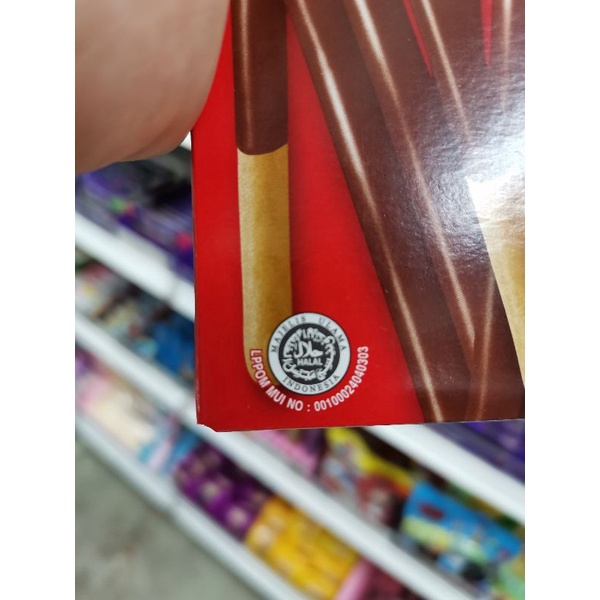 MAJELIS ULAMA
حلال
HALAL
INDONESIA
LPPOM MUI NO : 00100024040303